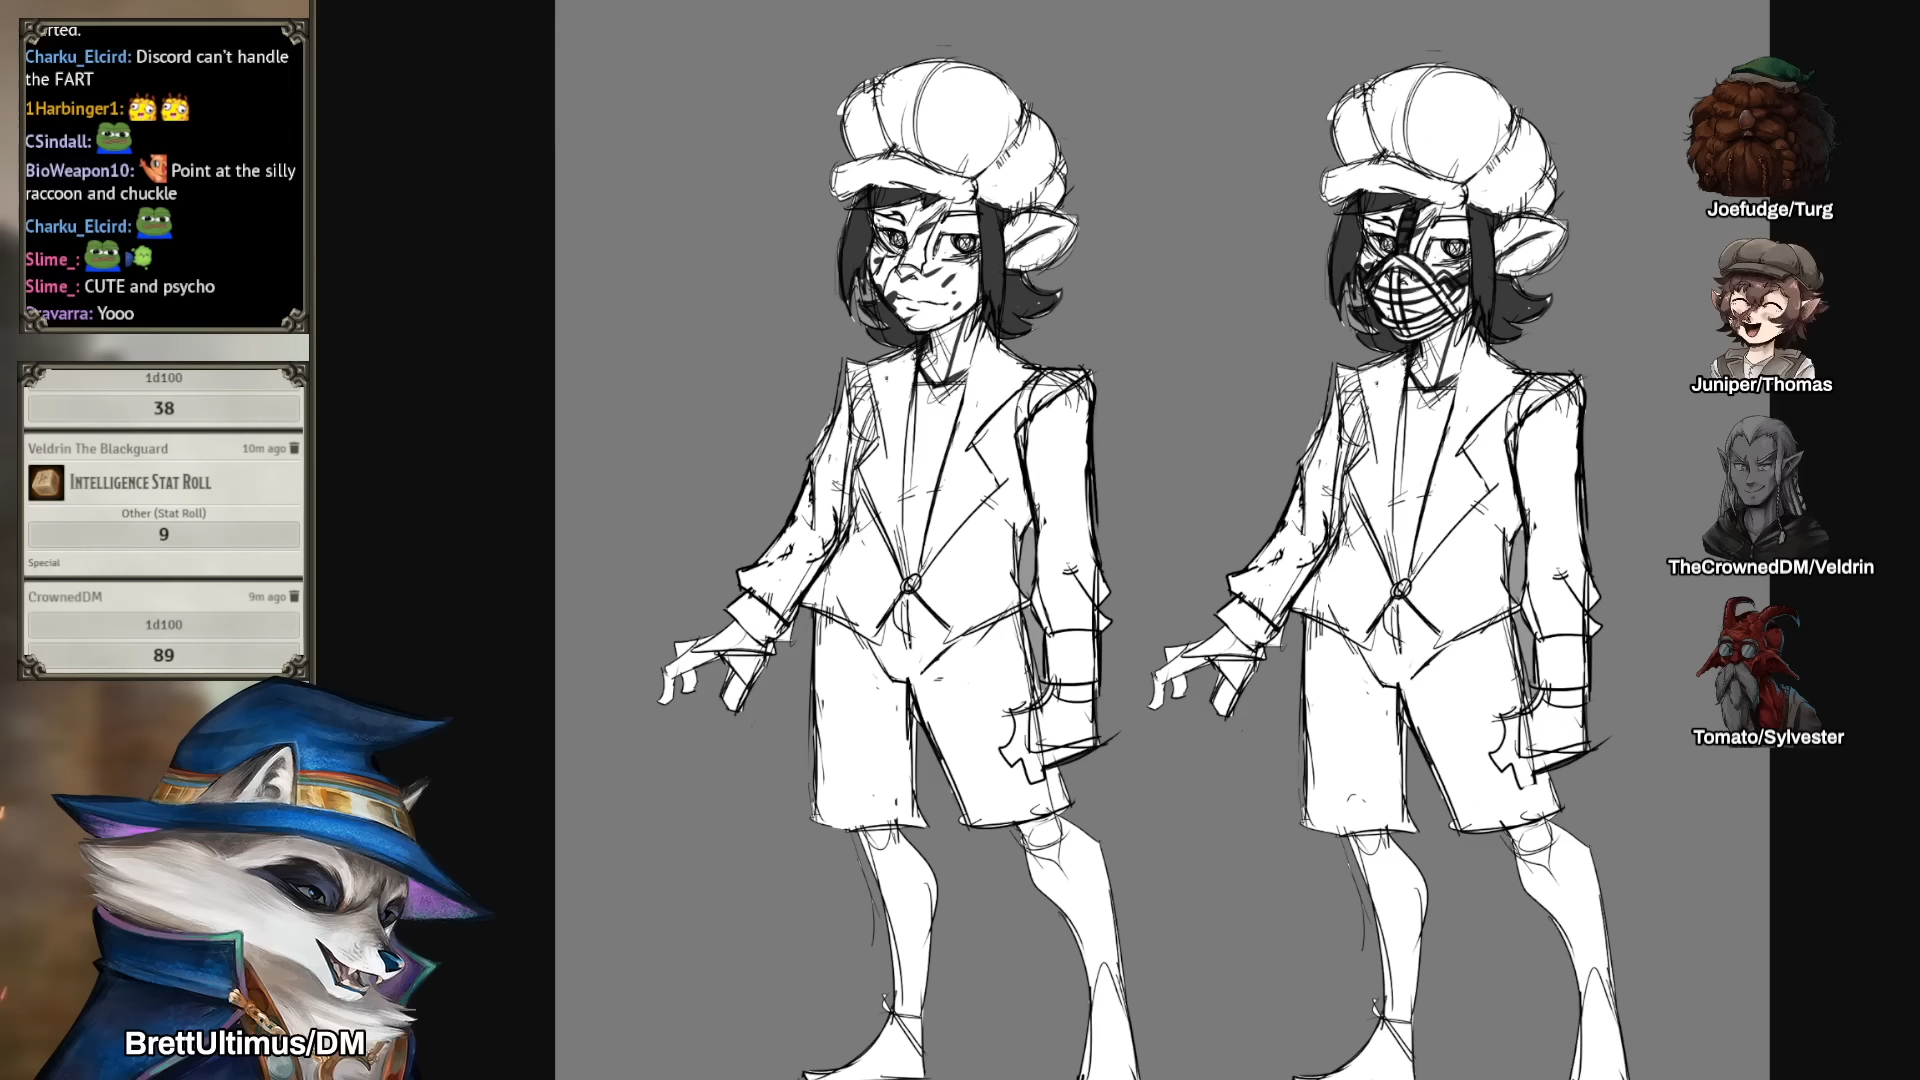 Charku_Elcird: Discord can't handle
the FART
1Harbinger1:
CSindall:
BioWeapon10: Point at the silly
raccoon and chuckle
Charku_Elcird:
Slime_:
Slime_: CUTE and psycho
Yooo
1d100
38
Veldrin The Blackguard 10m ago
Intelligence Stat Roll
Other (Stat Roll)
9
Special
CrownedDM 9m ago
1d100
89
BrettUltimus/DM
Joefudge/Turg
Juniper/Thomas
TheCrownedDM/Veldrin
Tomato/Sylvester